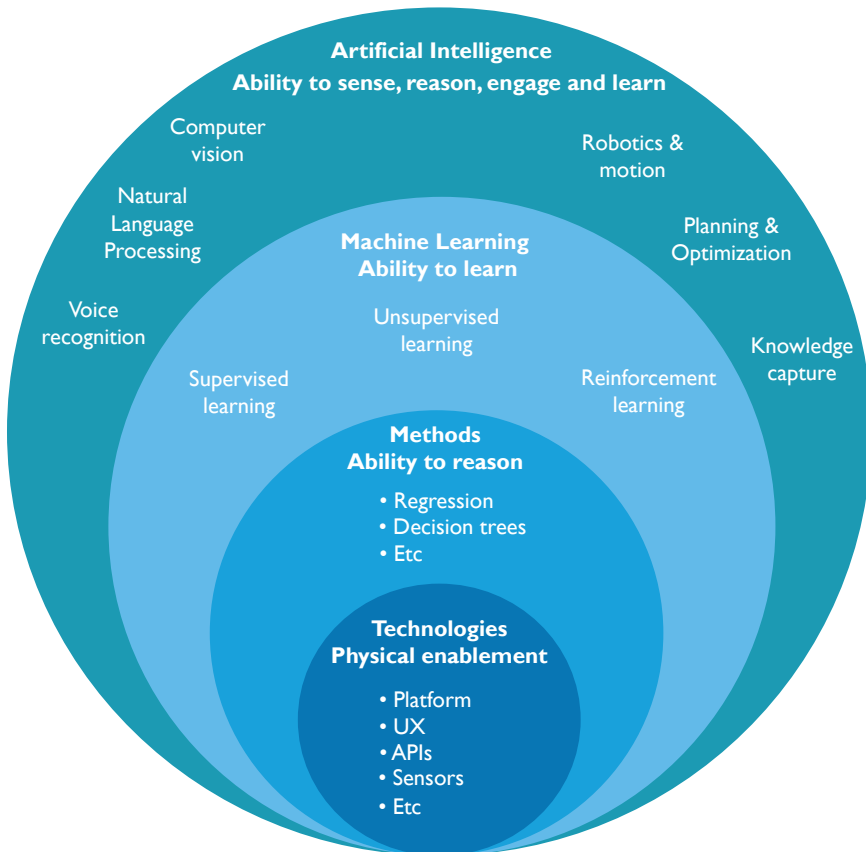 Artificial Intelligence
Ability to sense, reason, engage and learn
Computer
vision
Natural
Language
Processing
Voice
recognition
Robotics &
motion
Planning &
Optimization
Knowledge
capture
Machine Learning
Ability to learn
Supervised
learning
Unsupervised
learning
Reinforcement
learning
Methods
Ability to reason
• Regression
• Decision trees
• Etc
Technologies
Physical enablement
• Platform
• UX
• APIs
• Sensors
• Etc